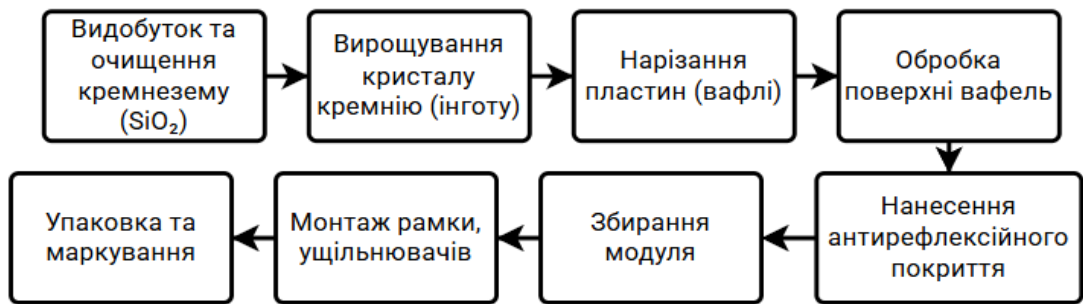 Видобуток та
очищення
кремнезему
(SiO₂)
Вирощування
кристалу
кремнію (інготу)
Нарізання
пластин (вафлі)
Обробка
поверхні вафель
Нанесення
антирефлексійного
покриття
Збирання
модуля
Монтаж рамки,
ущільнювачів
Упаковка та
маркування